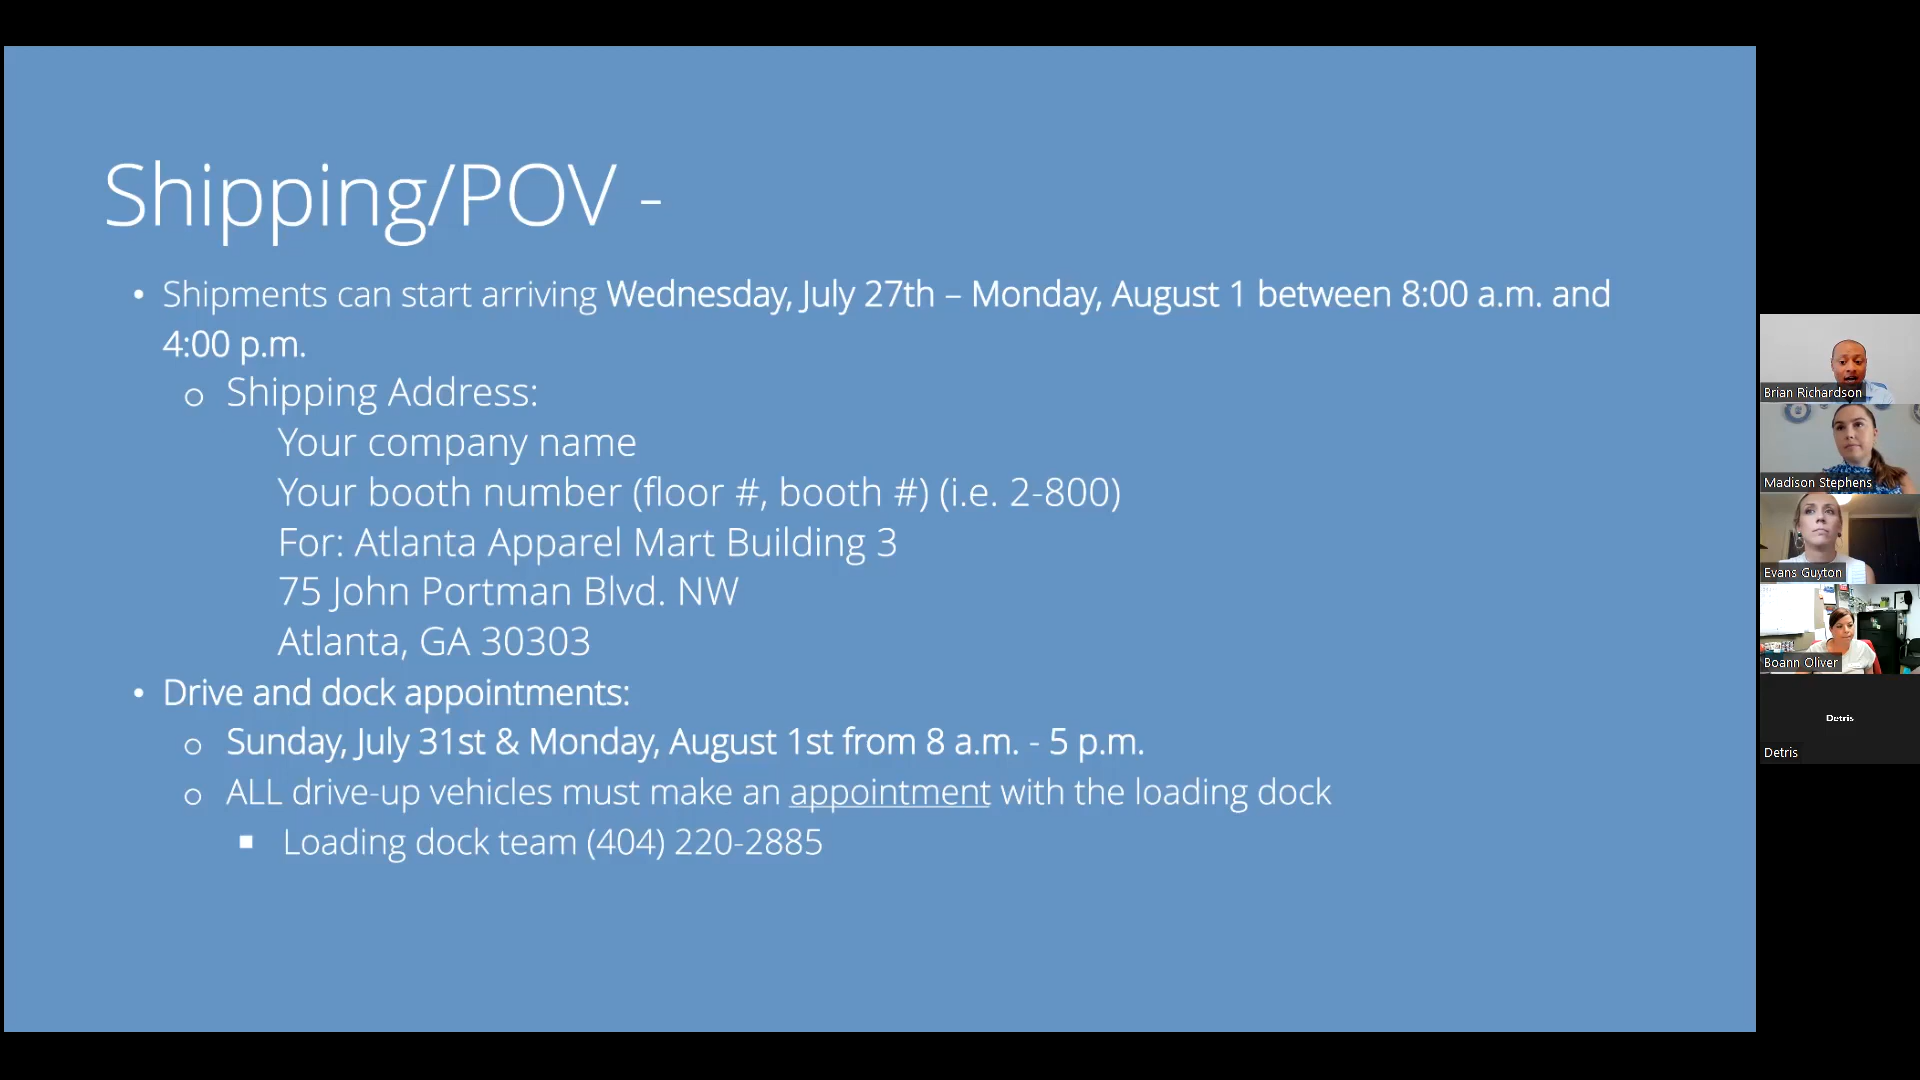 Shipping/POV -
• Shipments can start arriving Wednesday, July 27th – Monday, August 1 between 8:00 a.m. and
4:00 p.m.
o Shipping Address:
Your company name
Your booth number (floor #, booth #) (i.e. 2-800)
For: Atlanta Apparel Mart Building 3
75 John Portman Blvd. NW
Atlanta, GA 30303
• Drive and dock appointments:
o Sunday, July 31st & Monday, August 1st from 8 a.m. - 5 p.m.
o ALL drive-up vehicles must make an appointment with the loading dock
▪ Loading dock team (404) 220-2885
Brian Richardson
Madison Stephens
Evans Guyton
Boann Oliver
Detris
Detris